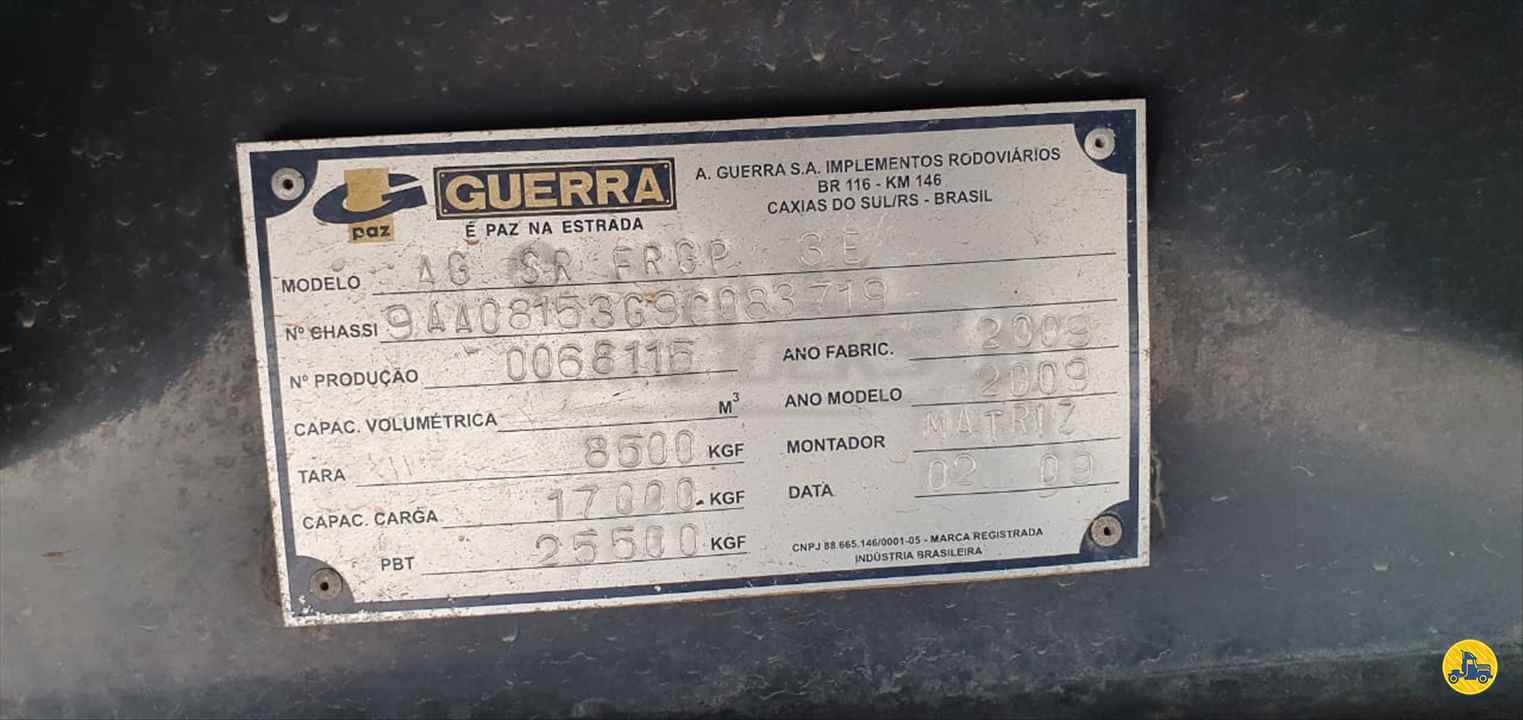 paz
GUERRA
É PAZ NA ESTRADA
A. GUERRA S.A. IMPLEMENTOS RODOVIÁRIOS
BR 116 - KM 146
CAXIAS DO SUL/RS - BRASIL
MODELO AG SR FRGP 3E
Nº CHASSI 9AA08153G9C083719
Nº PRODUÇÃO 0068115
CAPAC. VOLUMÉTRICA M³
TARA 8500 KGF
CAPAC. CARGA 17000 KGF
PBT 25500 KGF
ANO FABRIC. 2009
ANO MODELO 2009
MONTADOR MATRIZ
DATA 02 09
CNPJ 88.665.146/0001-05 - MARCA REGISTRADA
INDÚSTRIA BRASILEIRA